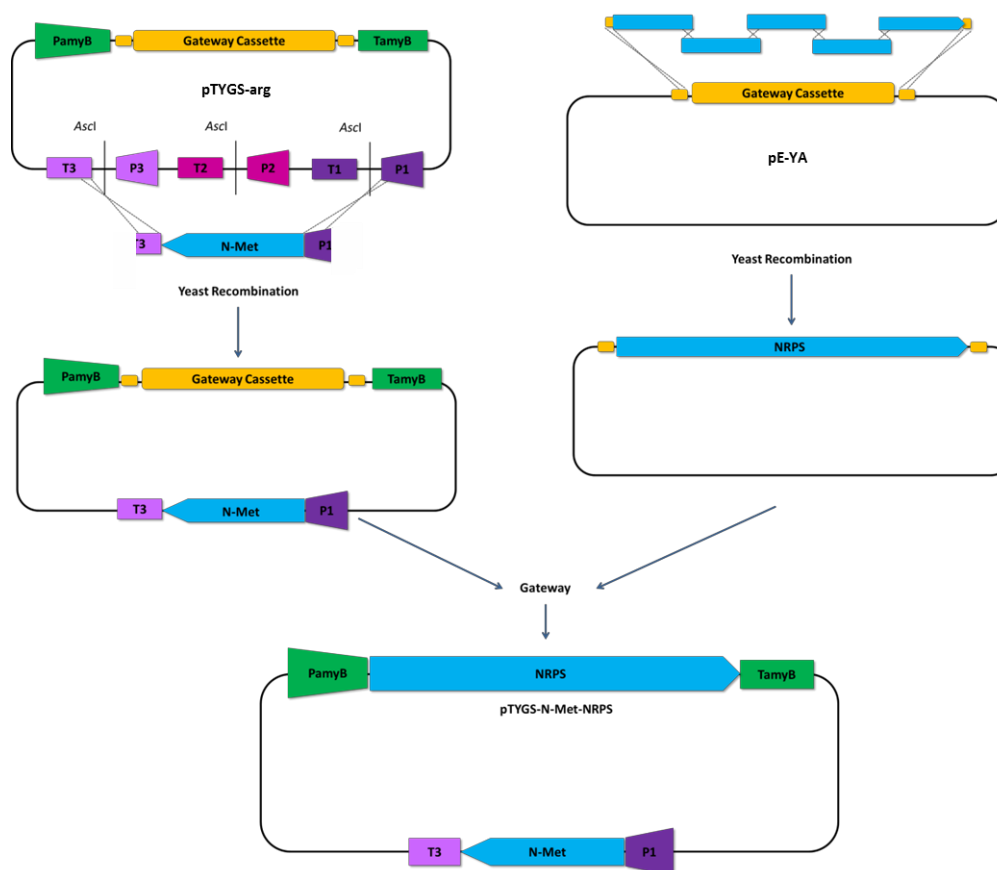 PamyB
Gateway Cassette
TamyB
pTYGS-arg
AscI
AscI
AscI
T3
P3
T2
P2
T1
P1
T3
N-Met
P1
Yeast Recombination
Gateway Cassette
pE-YA
Yeast Recombination
PamyB
Gateway Cassette
TamyB
T3
N-Met
P1
NRPS
Gateway
PamyB
NRPS
TamyB
pTYGS-N-Met-NRPS
T3
N-Met
P1